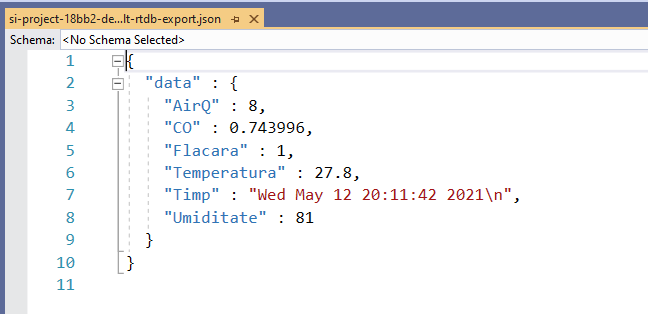 si-project-18bb2-de...lt-rtdb-export.json
Schema: <No Schema Selected>
1 {
2 "data" : {
3 "AirQ" : 8,
4 "CO" : 0.743996,
5 "Flacara" : 1,
6 "Temperatura" : 27.8,
7 "Timp" : "Wed May 12 20:11:42 2021\n",
8 "Umiditate" : 81
9 }
10 }
11